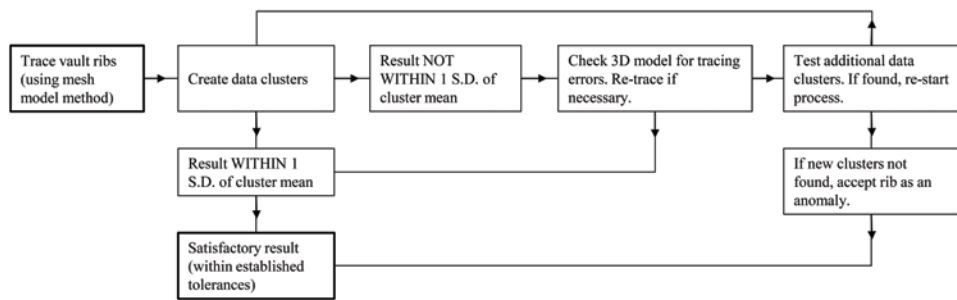 Trace vault ribs
(using mesh
model method)
Create data clusters
Result NOT
WITHIN 1 S.D. of
cluster mean
Check 3D model for tracing
errors. Re-trace if
necessary.
Test additional data
clusters. If found, re-start
process.
Result WITHIN 1
S.D. of cluster mean
If new clusters not
found, accept rib as an
anomaly.
Satisfactory result
(within established
tolerances)